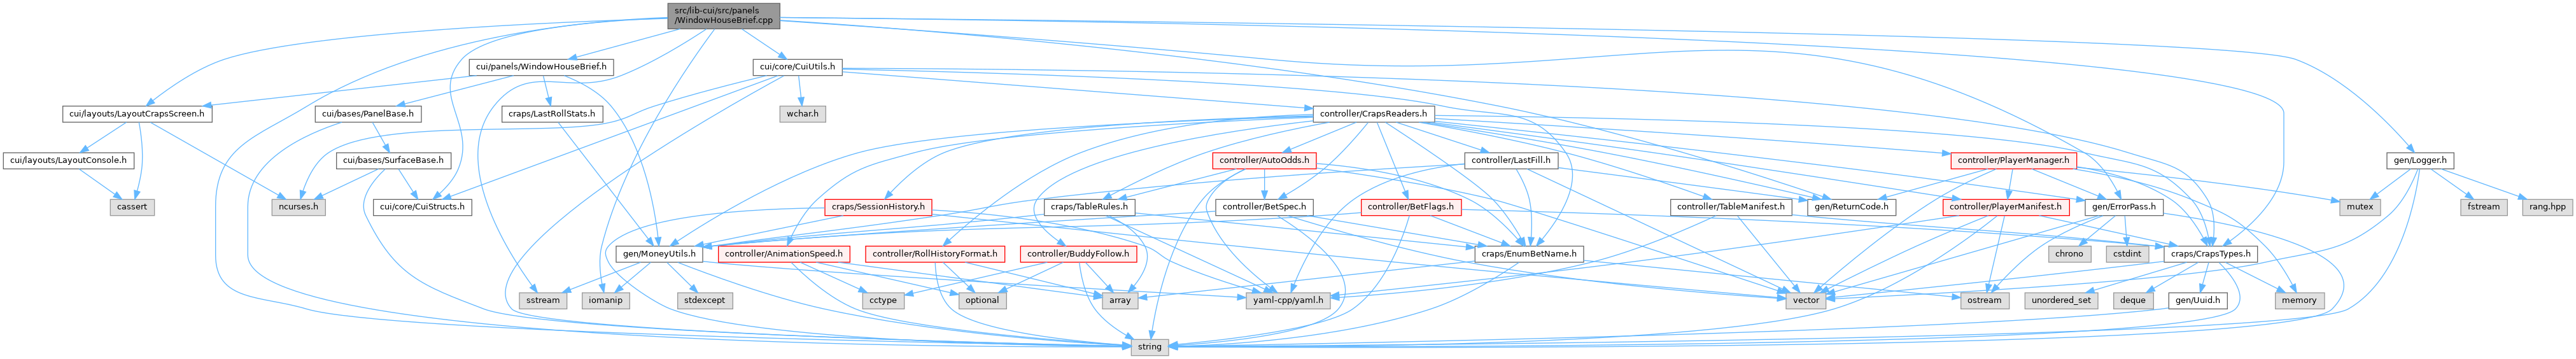 src/lib-cui/src/panels
/WindowHouseBrief.cpp
cui/panels/WindowHouseBrief.h
cui/core/CuiUtils.h
cui/layouts/LayoutCrapsScreen.h
cui/bases/PanelBase.h
craps/LastRollStats.h
wchar.h
controller/CrapsReaders.h
cui/layouts/LayoutConsole.h
cui/bases/SurfaceBase.h
controller/AutoOdds.h
controller/LastFill.h
controller/PlayerManager.h
gen/Logger.h
cassert
ncurses.h
cui/core/CuiStructs.h
craps/SessionHistory.h
craps/TableRules.h
controller/BetSpec.h
controller/BetFlags.h
gen/ReturnCode.h
controller/TableManifest.h
controller/PlayerManifest.h
gen/ErrorPass.h
mutex
fstream
rang.hpp
gen/MoneyUtils.h
controller/AnimationSpeed.h
controller/RollHistoryFormat.h
controller/BuddyFollow.h
craps/EnumBetName.h
chrono
cstdint
craps/CrapsTypes.h
sstream
iomanip
stdexcept
cctype
optional
array
yaml-cpp/yaml.h
vector
ostream
unordered_set
deque
gen/Uuid.h
memory
string